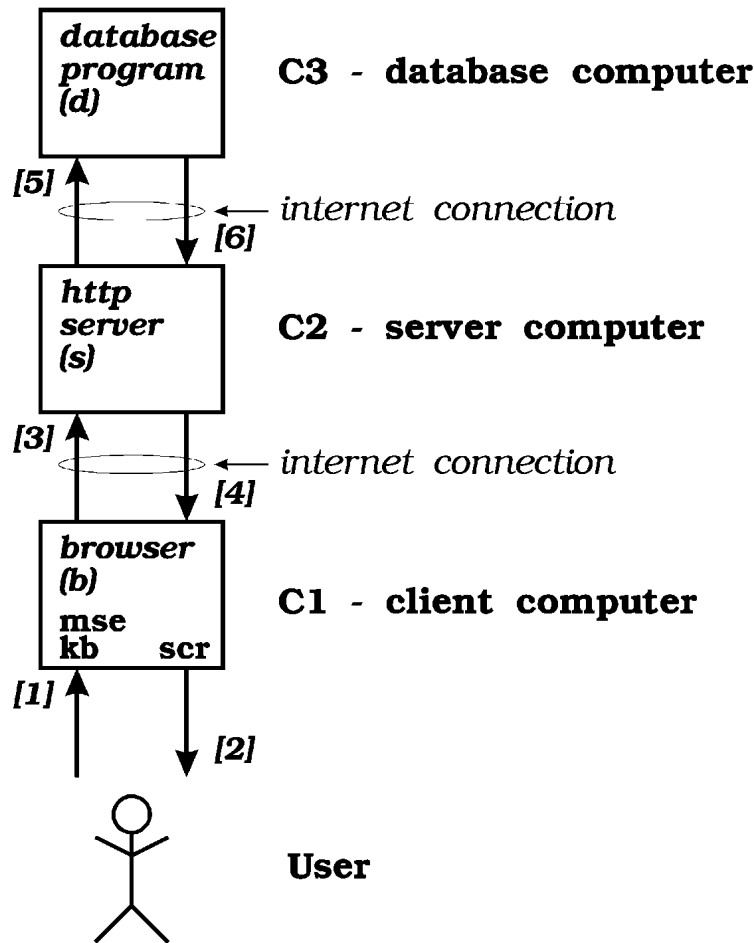 database
program
(d)
C3 - database computer
[5]
internet connection
[6]
http
server
(s)
C2 - server computer
[3]
internet connection
[4]
browser
(b)
C1 - client computer
mse
kb scr
[1]
[2]
User